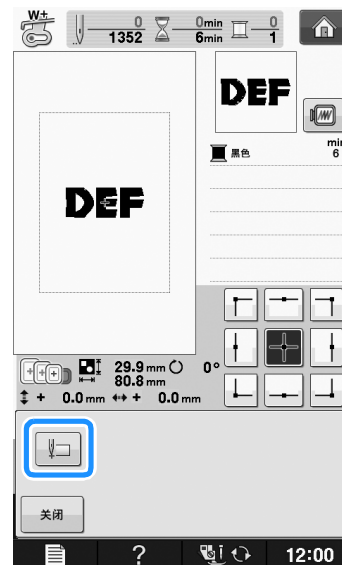 W+
0 0min 0
1352 6min 1
DEF
min
黑色 6
DEF
29.9 mm 0°
80.8 mm
+ 0.0 mm + 0.0 mm
关闭
? 12:00